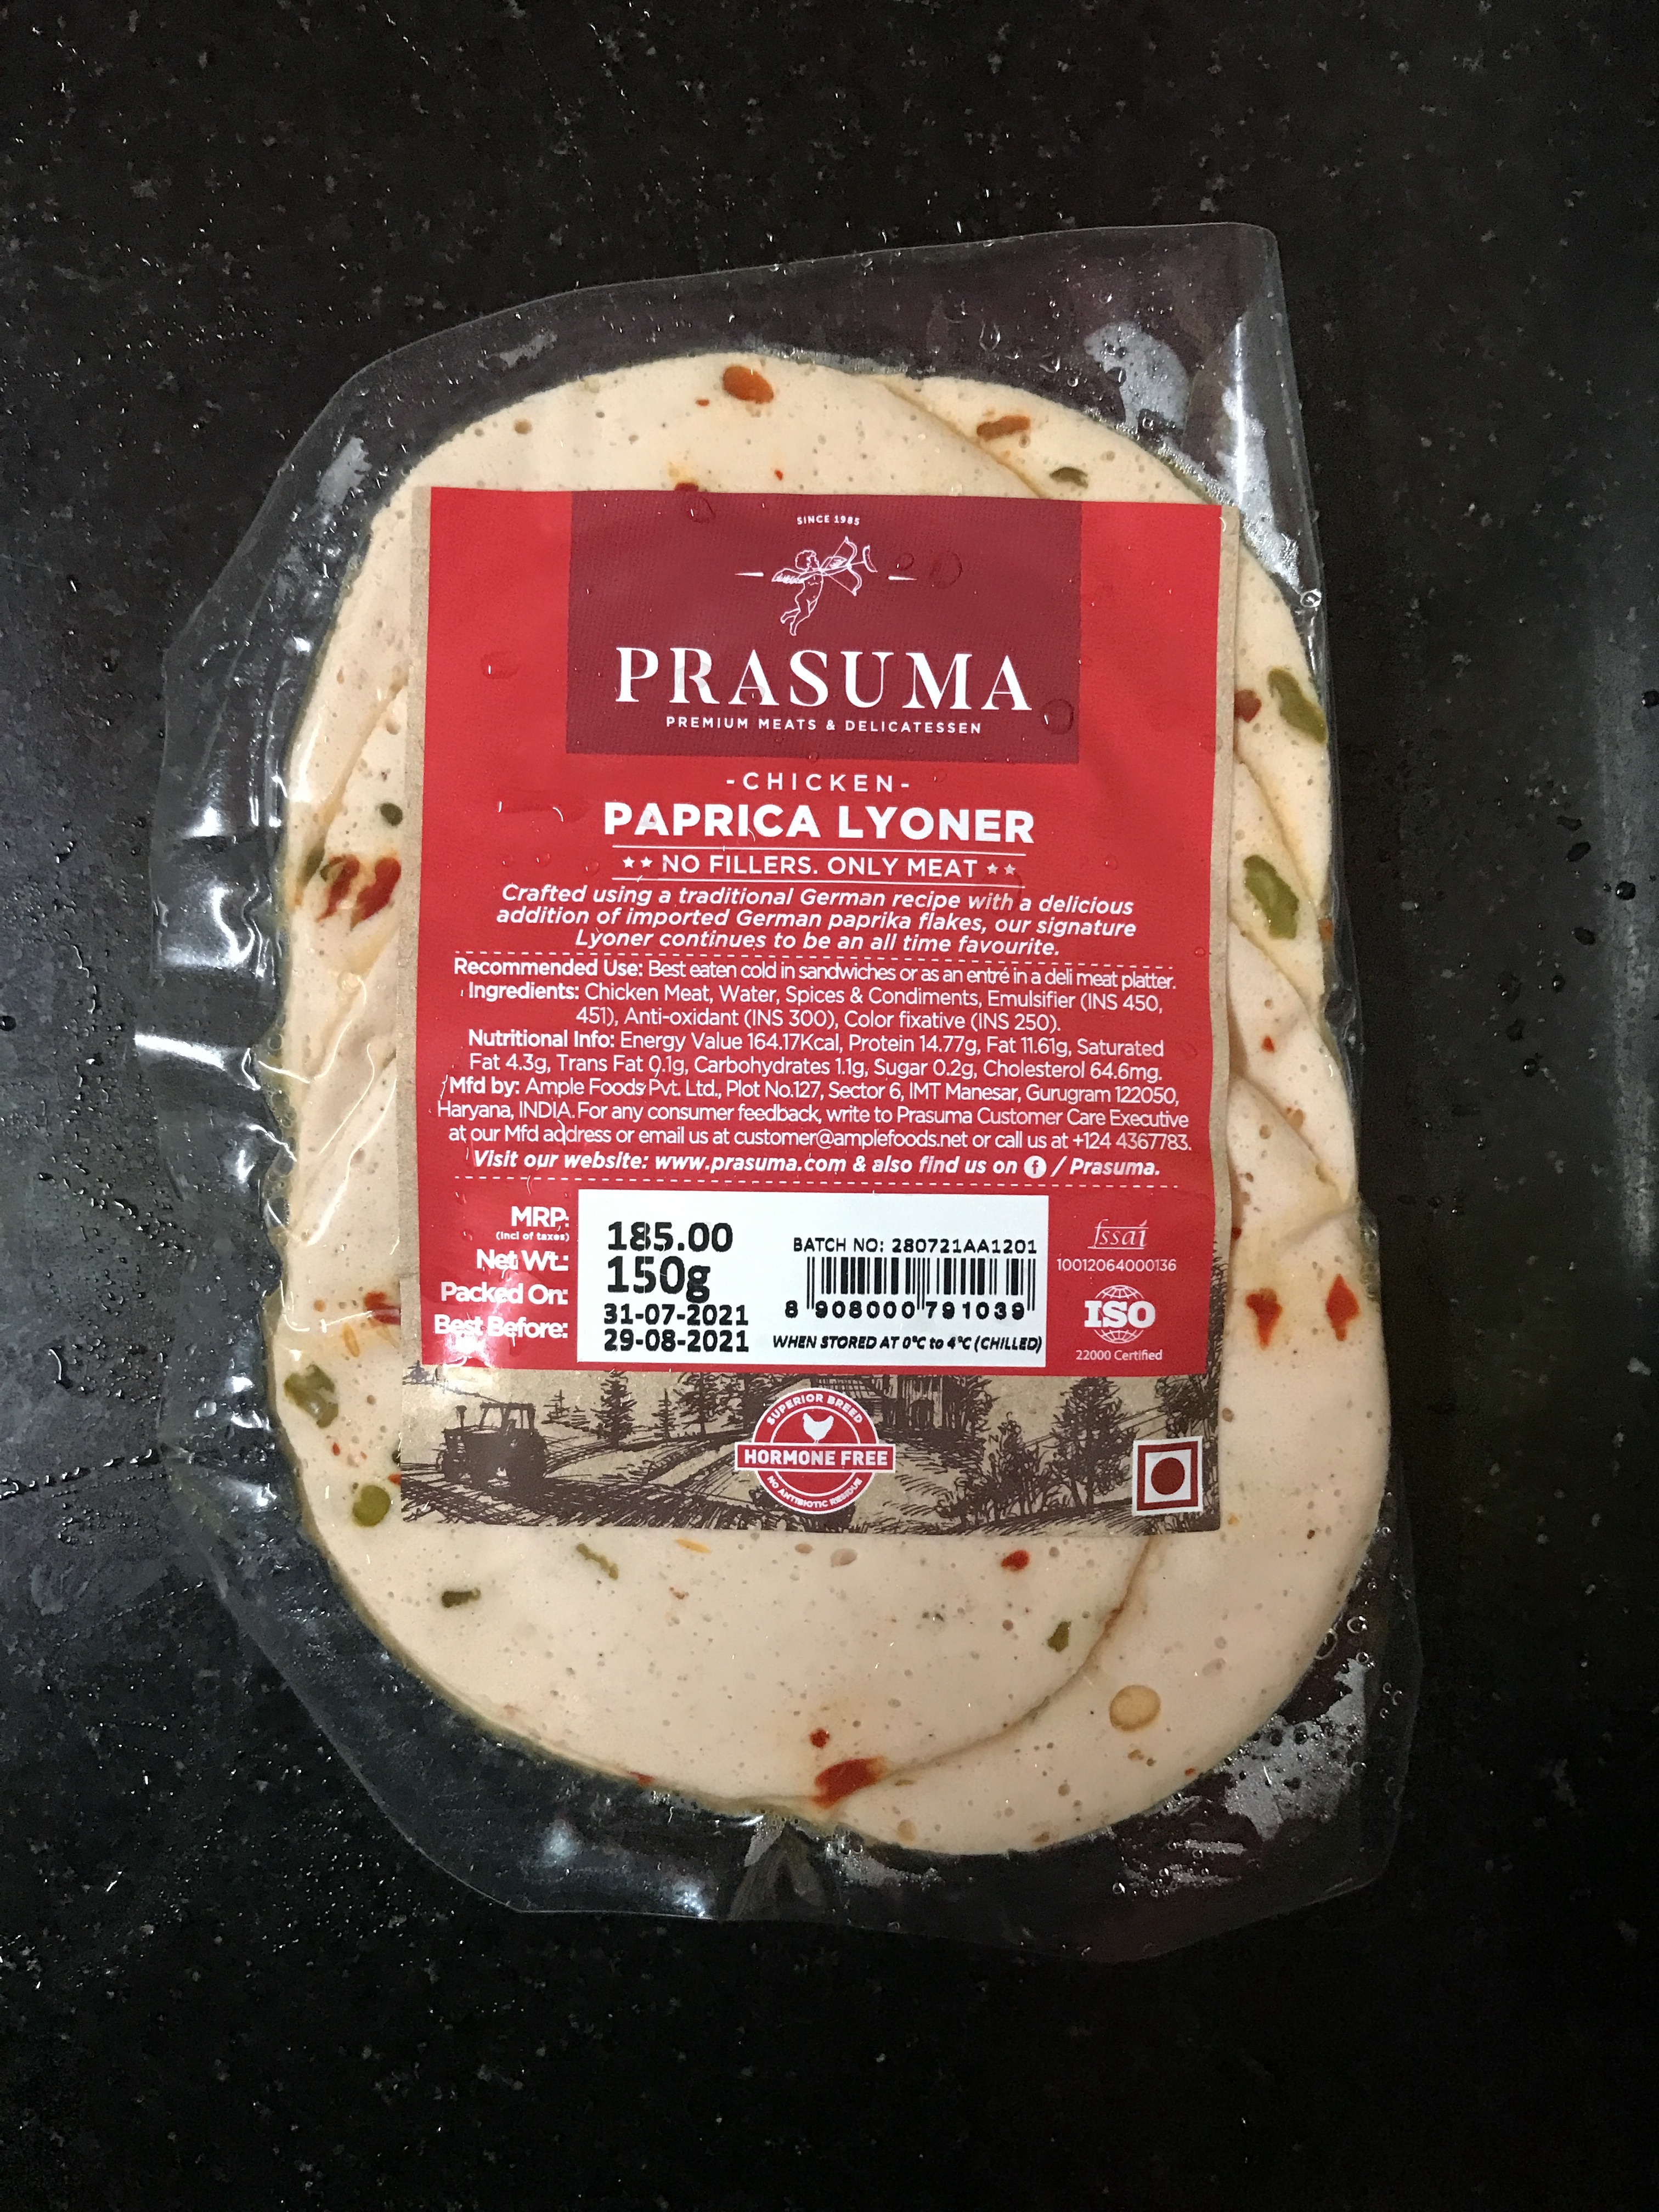 SINCE 1985
PRASUMA
PREMIUM MEATS & DELICATESSEN
-CHICKEN-
PAPRICA LYONER
★★ NO FILLERS. ONLY MEAT ★★
Crafted using a traditional German recipe with a delicious
addition of imported German paprika flakes, our signature
Lyoner continues to be an all time favourite.
Recommended Use: Best eaten cold in sandwiches or as an entré in a deli meat platter.
Ingredients: Chicken Meat, Water, Spices & Condiments, Emulsifier (INS 450,
451), Anti-oxidant (INS 300), Color fixative (INS 250).
Nutritional Info: Energy Value 164.17Kcal, Protein 14.77g, Fat 11.61g, Saturated
Fat 4.3g, Trans Fat 0.1g, Carbohydrates 1.1g, Sugar 0.2g, Cholesterol 64.6mg.
Mfd by: Ample Foods Pvt. Ltd., Plot No.127, Sector 6, IMT Manesar, Gurugram 122050,
Haryana, INDIA. For any consumer feedback, write to Prasuma Customer Care Executive
at our Mfd address or email us at customer@amplefoods.net or call us at +124 4367783.
Visit our website: www.prasuma.com & also find us on f / Prasuma.
MRP: 185.00
(incl of taxes)
Net Wt.: 150g
Packed On: 31-07-2021
Best Before: 29-08-2021
BATCH NO: 280721AA1201
8 908000 791039
WHEN STORED AT 0°C to 4°C (CHILLED)
fssai
10012064000136
ISO
22000 Certified
SUPERIOR BREED
HORMONE FREE
NO ANTIBIOTIC RESIDUE